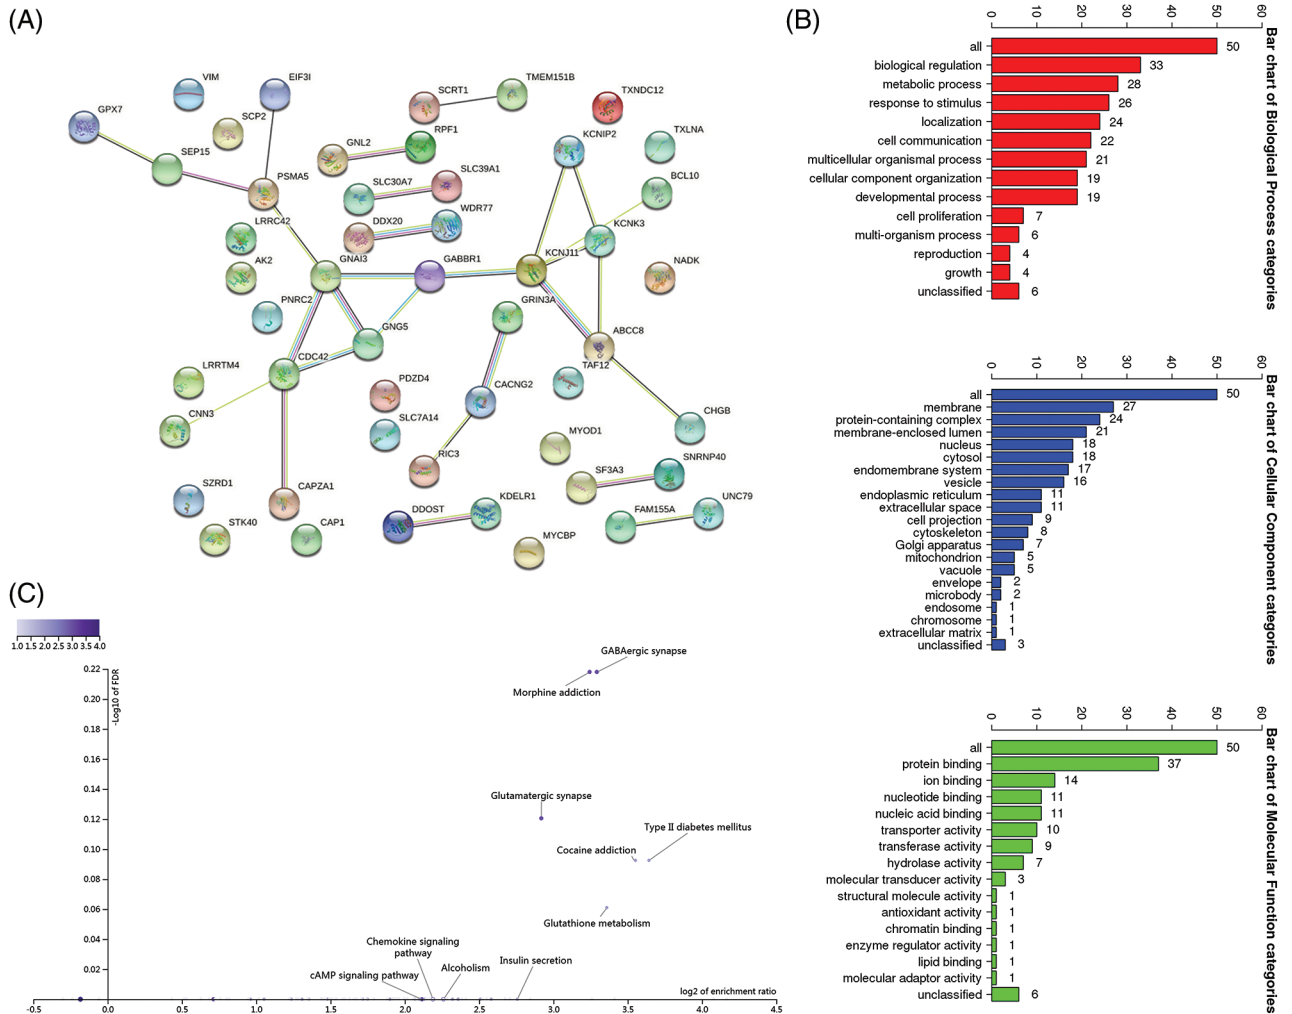 (A)
VIM
EIF3I
GPX7
SCP2
SEP15
PSMA5
SCRT1
TMEM151B
TXNDC12
GNL2
RPF1
KCNIP2
TXLNA
SLC30A7
SLC39A1
BCL10
LRRC42
DDX20
WDR77
KCNK3
AK2
GNAI3
GABBR1
KCNJ11
NADK
PNRC2
GNG5
GRIN3A
ABCC8
LRRTM4
CDC42
TAF12
PDZD4
CACNG2
CNN3
SLC7A14
CHGB
MYOD1
RIC3
SF3A3
SNRNP40
SZRD1
CAPZA1
DDOST
KDELR1
FAM155A
UNC79
STK40
CAP1
MYCBP
(B)
Bar chart of Biological Process categories
0 10 20 30 40 50 60
all 50
biological regulation 33
metabolic process 28
response to stimulus 26
localization 24
cell communication 22
multicellular organismal process 21
cellular component organization 19
developmental process 19
cell proliferation 7
multi-organism process 6
reproduction 4
growth 4
unclassified 6
Bar chart of Cellular Component categories
0 10 20 30 40 50 60
all 50
membrane 27
protein-containing complex 24
membrane-enclosed lumen 21
nucleus 18
cytosol 18
endomembrane system 17
vesicle 16
endoplasmic reticulum 11
extracellular space 11
cell projection 9
cytoskeleton 8
Golgi apparatus 7
mitochondrion 5
vacuole 5
envelope 2
microbody 2
endosome 1
chromosome 1
extracellular matrix 1
unclassified 3
Bar chart of Molecular Function categories
0 10 20 30 40 50 60
all 50
protein binding 37
ion binding 14
nucleotide binding 11
nucleic acid binding 11
transporter activity 10
transferase activity 9
hydrolase activity 7
molecular transducer activity 3
structural molecule activity 1
antioxidant activity 1
chromatin binding 1
enzyme regulator activity 1
lipid binding 1
molecular adaptor activity 1
unclassified 6
(C)
1.0 1.5 2.0 2.5 3.0 3.5 4.0
-Log10 of FDR
0.22
0.20
0.18
0.16
0.14
0.12
0.10
0.08
0.06
0.04
0.02
GABAergic synapse
Morphine addiction
Glutamatergic synapse
Type II diabetes mellitus
Cocaine addiction
Glutathione metabolism
Chemokine signaling
pathway
cAMP signaling pathway
Alcoholism
Insulin secretion
log2 of enrichment ratio
-0.5 0.0 0.5 1.0 1.5 2.0 2.5 3.0 3.5 4.0 4.5